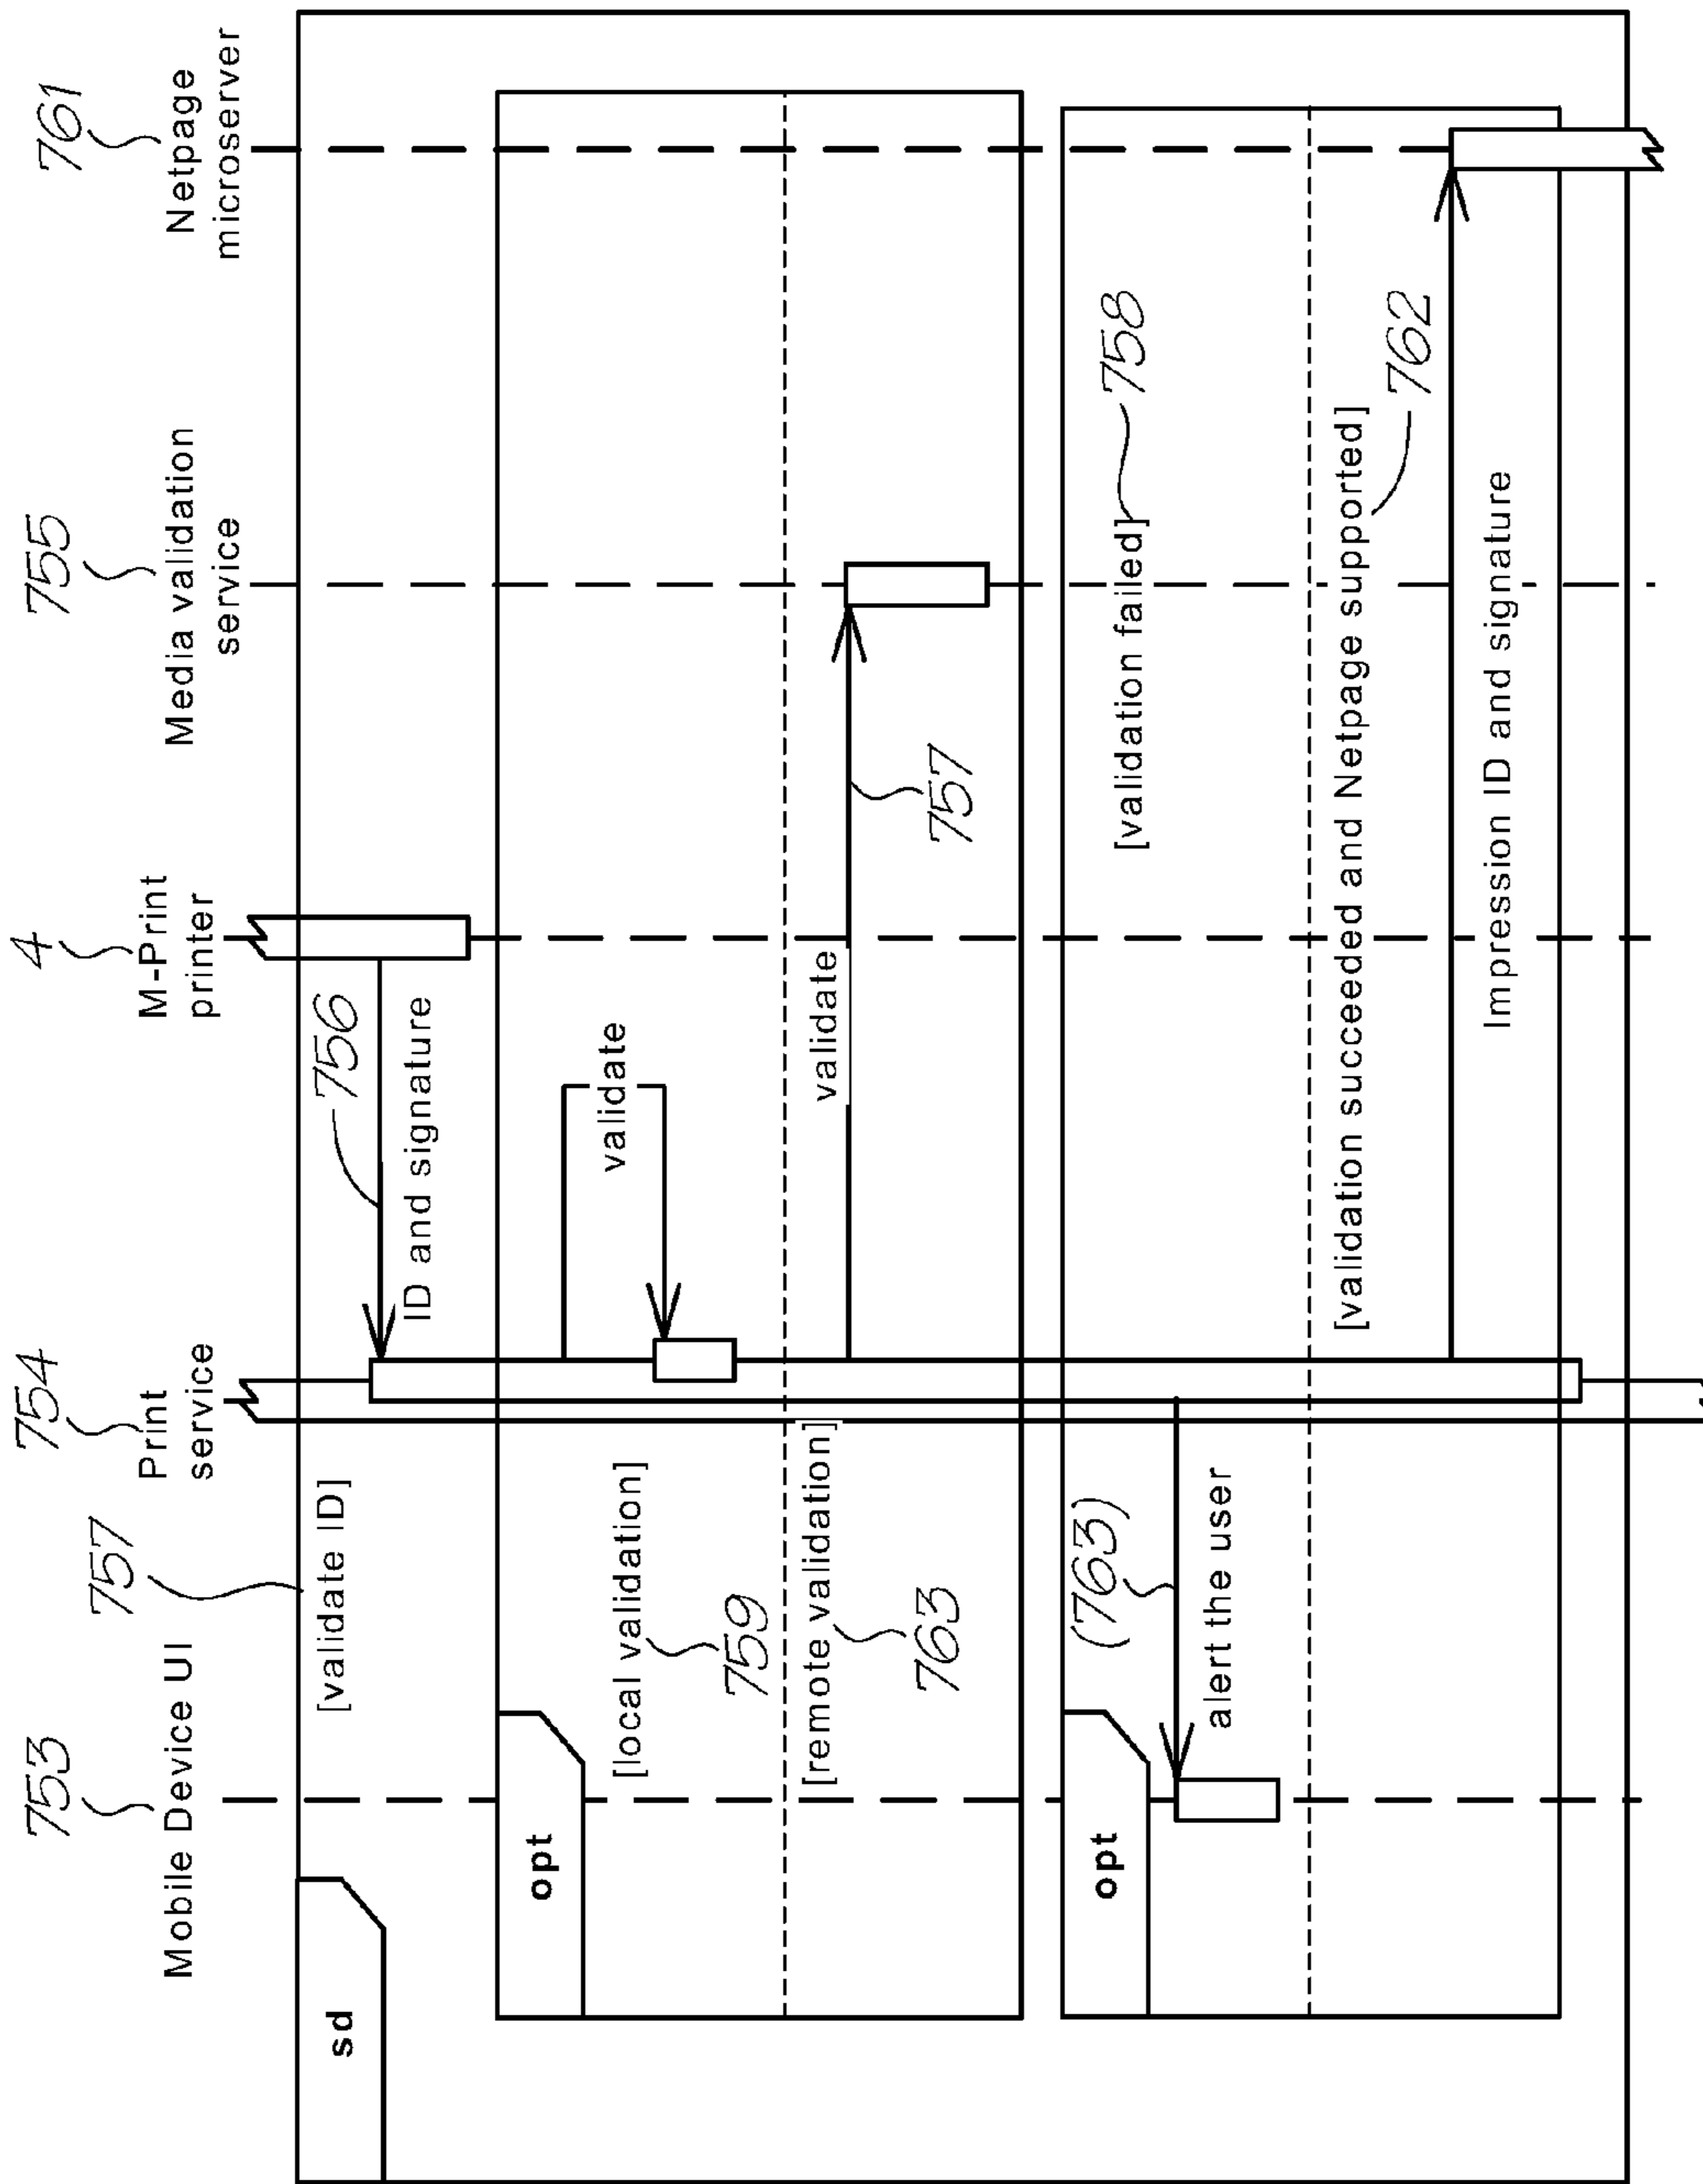 753
754
4
755
761
Mobile Device UI
Print
service
M-Print
printer
Media validation
service
Netpage
microserver
757
sd
[validate ID]
756
ID and signature
opt
[local validation]
759
validate
[remote validation]
763
validate
757
opt
(763)
alert the user
[validation failed]
758
[validation succeeded and Netpage supported]
762
Impression ID and signature